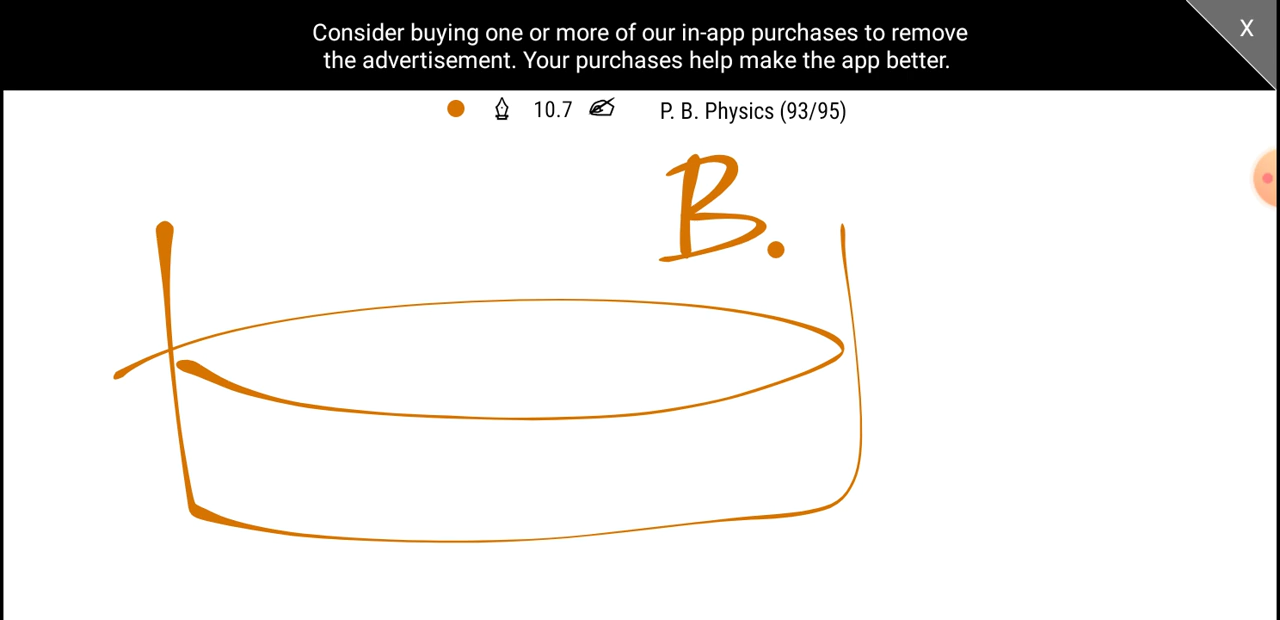 Consider buying one or more of our in-app purchases to remove
the advertisement. Your purchases help make the app better.
X
10.7 P. B. Physics (93/95)
B.